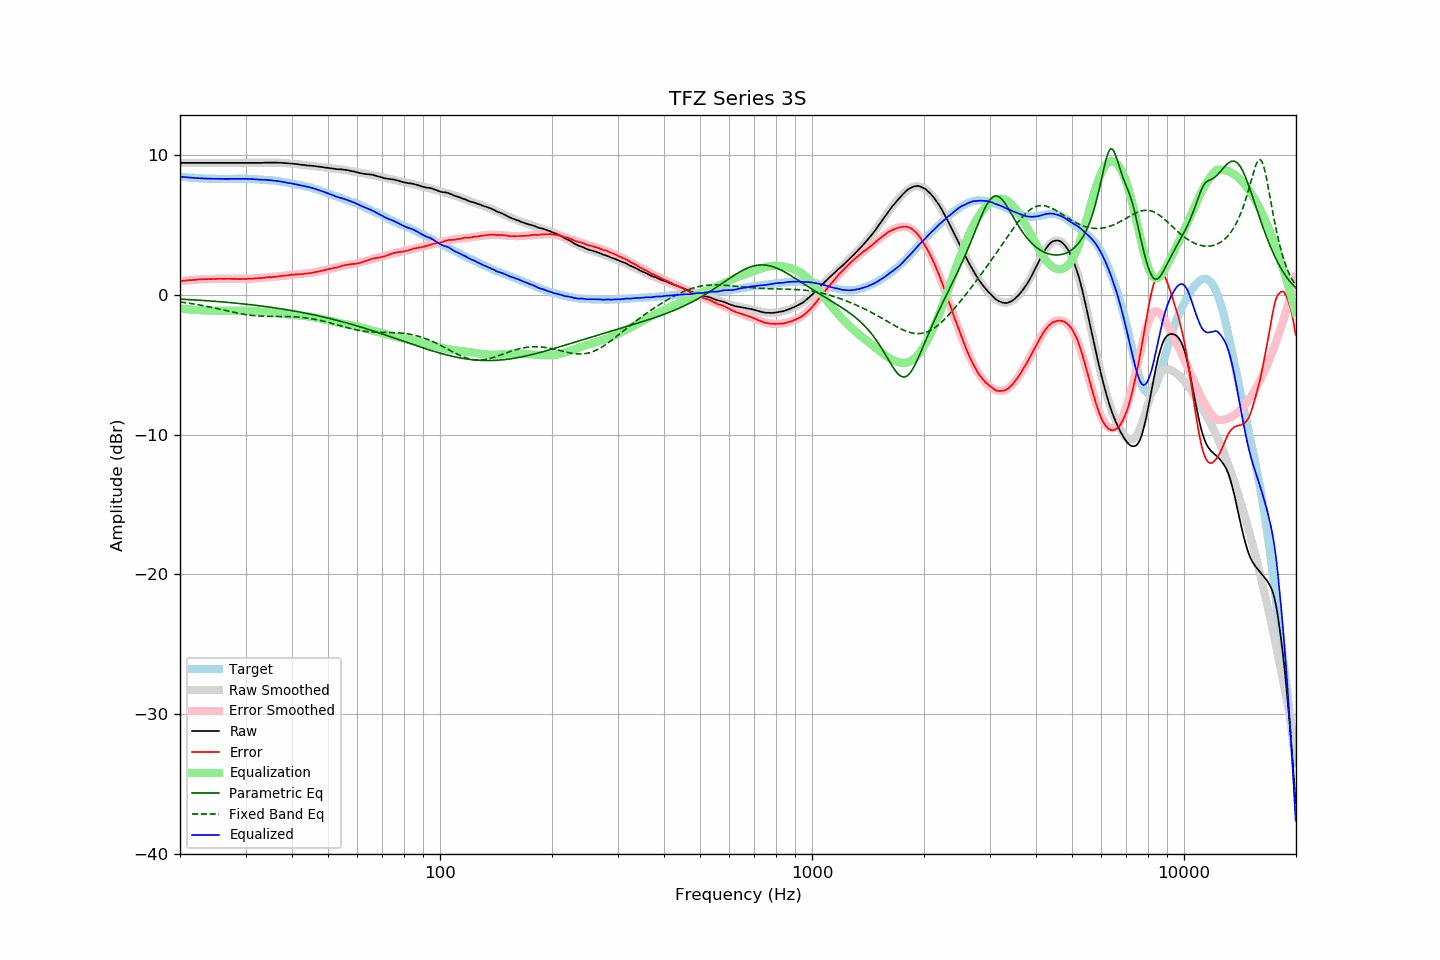 TFZ Series 3S
10
0
−10
−20
−30
−40
Amplitude (dBr)
Target
Raw Smoothed
Error Smoothed
Raw
Error
Equalization
Parametric Eq
Fixed Band Eq
Equalized
100
1000
10000
Frequency (Hz)